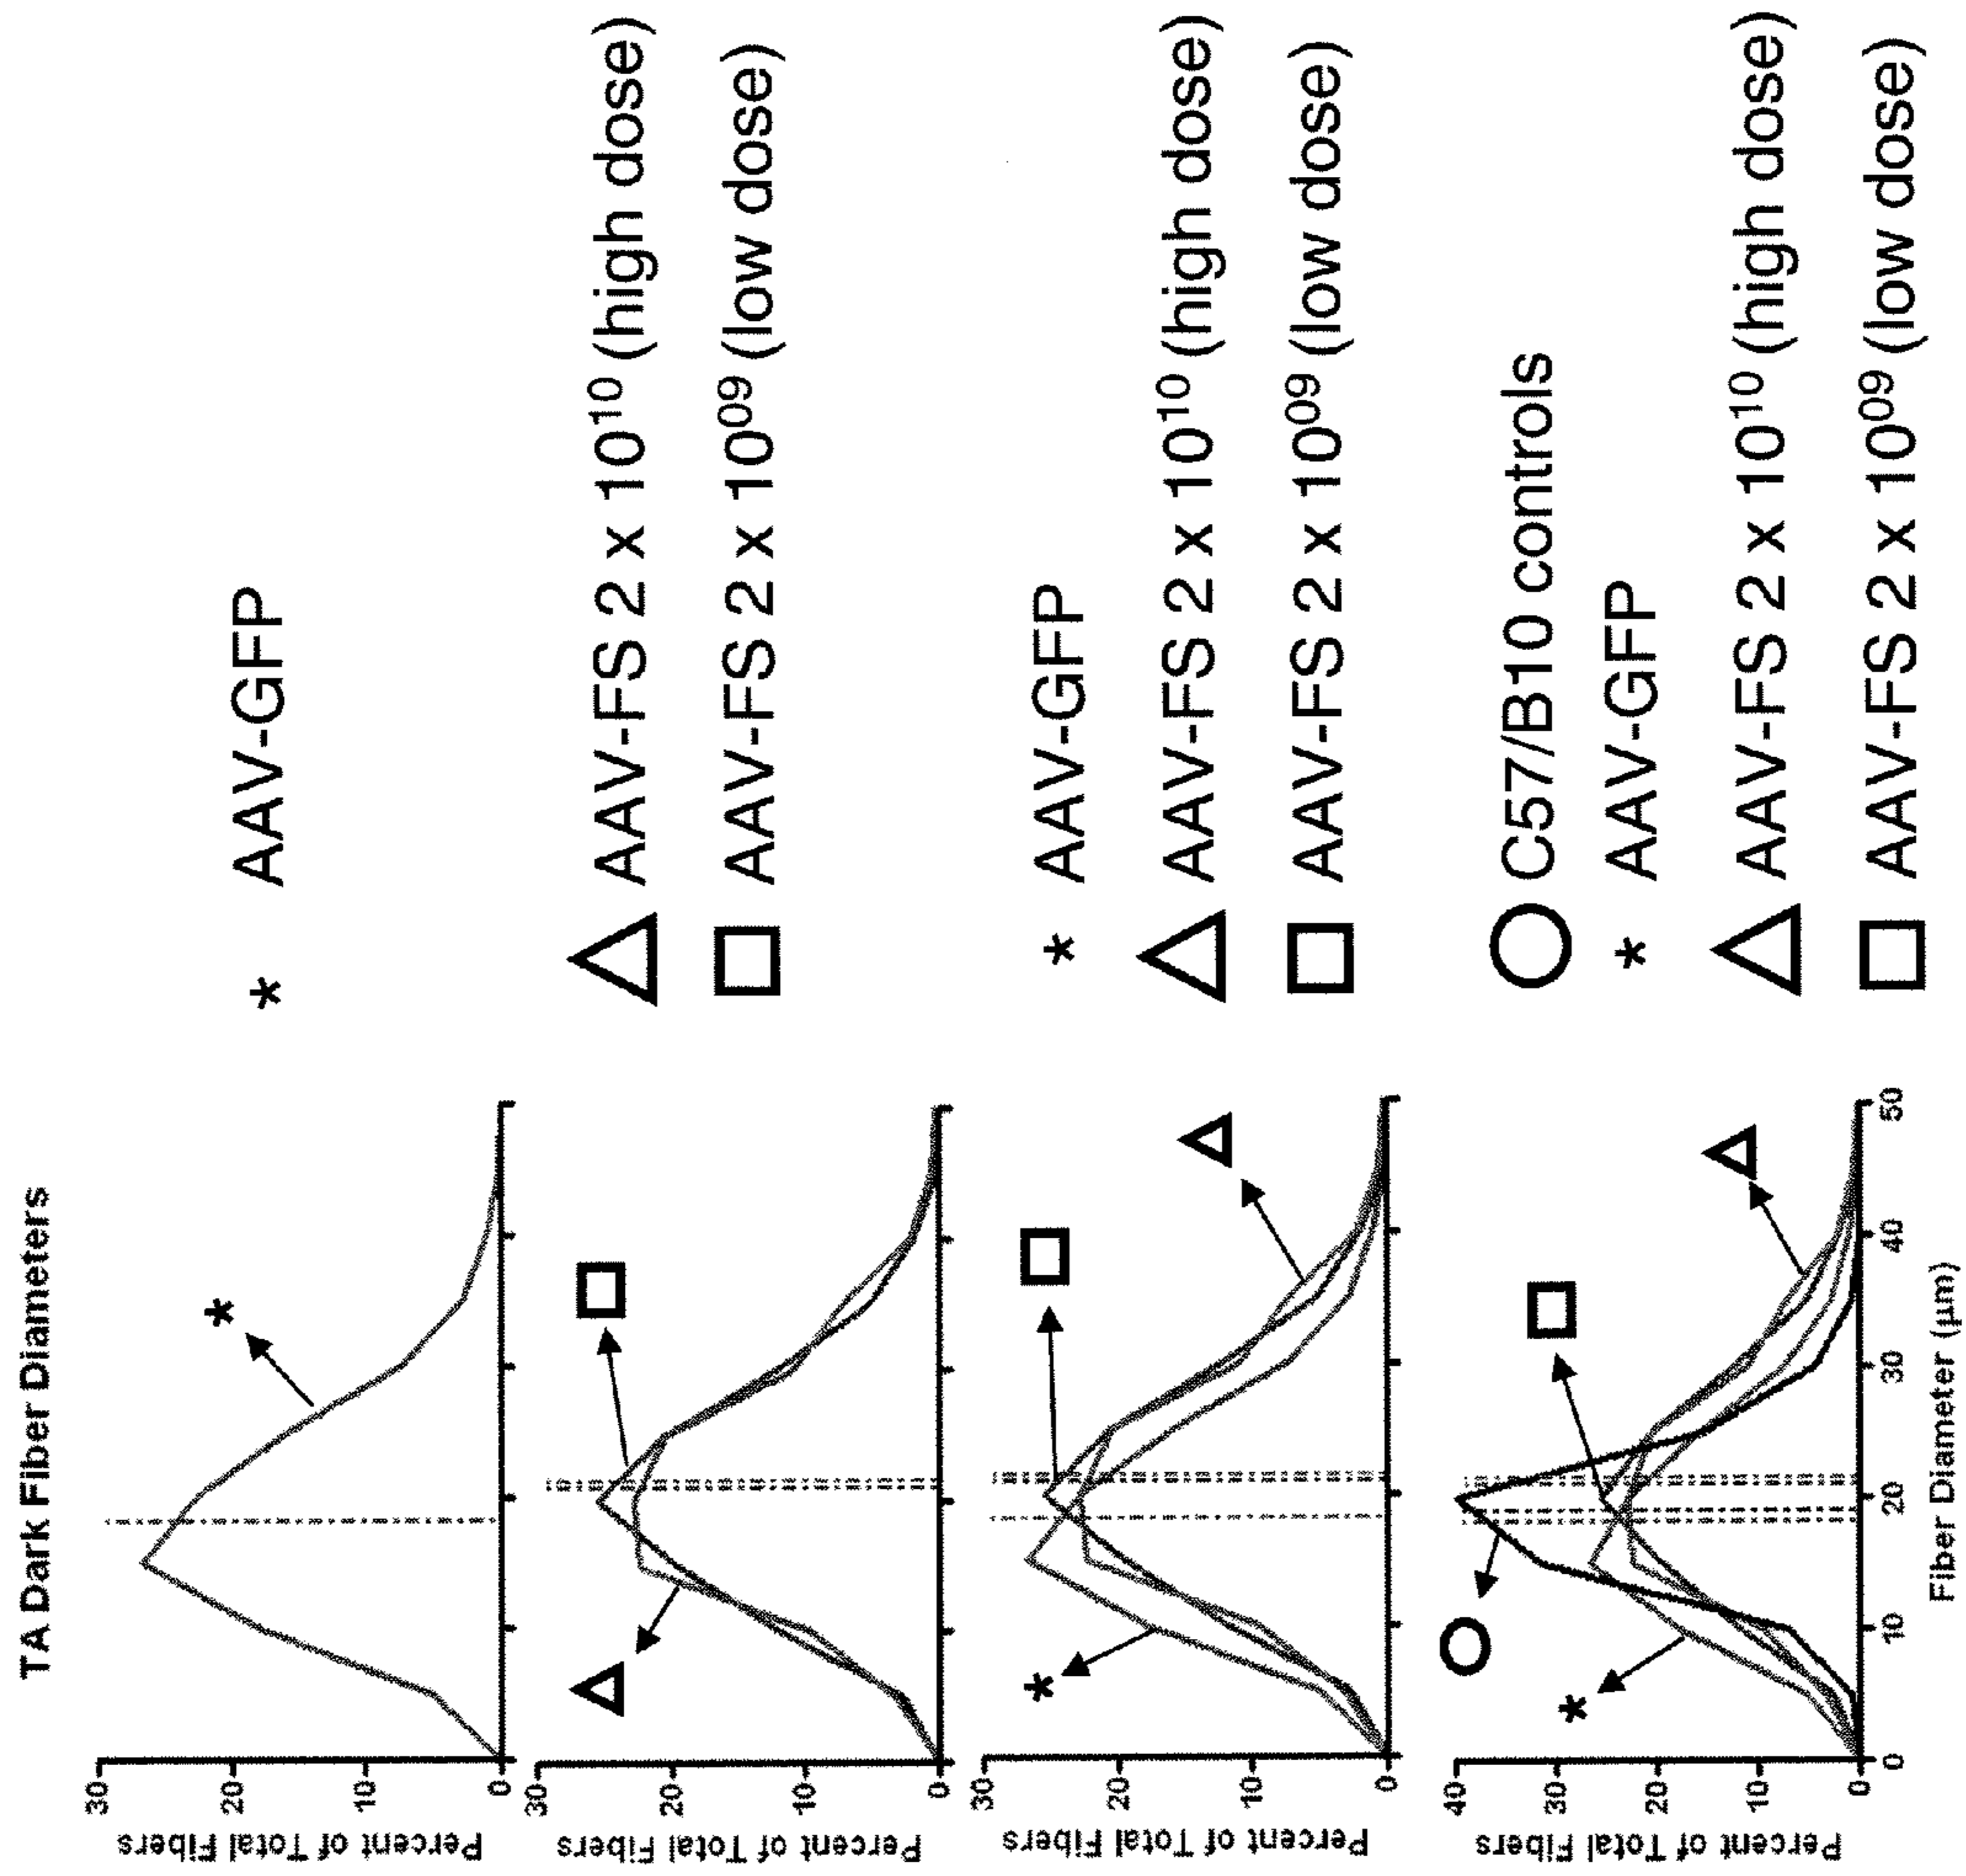 TA Dark Fiber Diameters
Percent of Total Fibers
30
20
10
0
* AAV-GFP
*
Percent of Total Fibers
30
20
10
0
AAV-FS 2 x 10¹⁰ (high dose)
AAV-FS 2 x 10⁰⁹ (low dose)
Percent of Total Fibers
30
20
10
0
*
* AAV-GFP
AAV-FS 2 x 10¹⁰ (high dose)
AAV-FS 2 x 10⁰⁹ (low dose)
Percent of Total Fibers
40
30
20
10
0
*
C57/B10 controls
* AAV-GFP
AAV-FS 2 x 10¹⁰ (high dose)
AAV-FS 2 x 10⁰⁹ (low dose)
0 10 20 30 40 50
Fiber Diameter (µm)